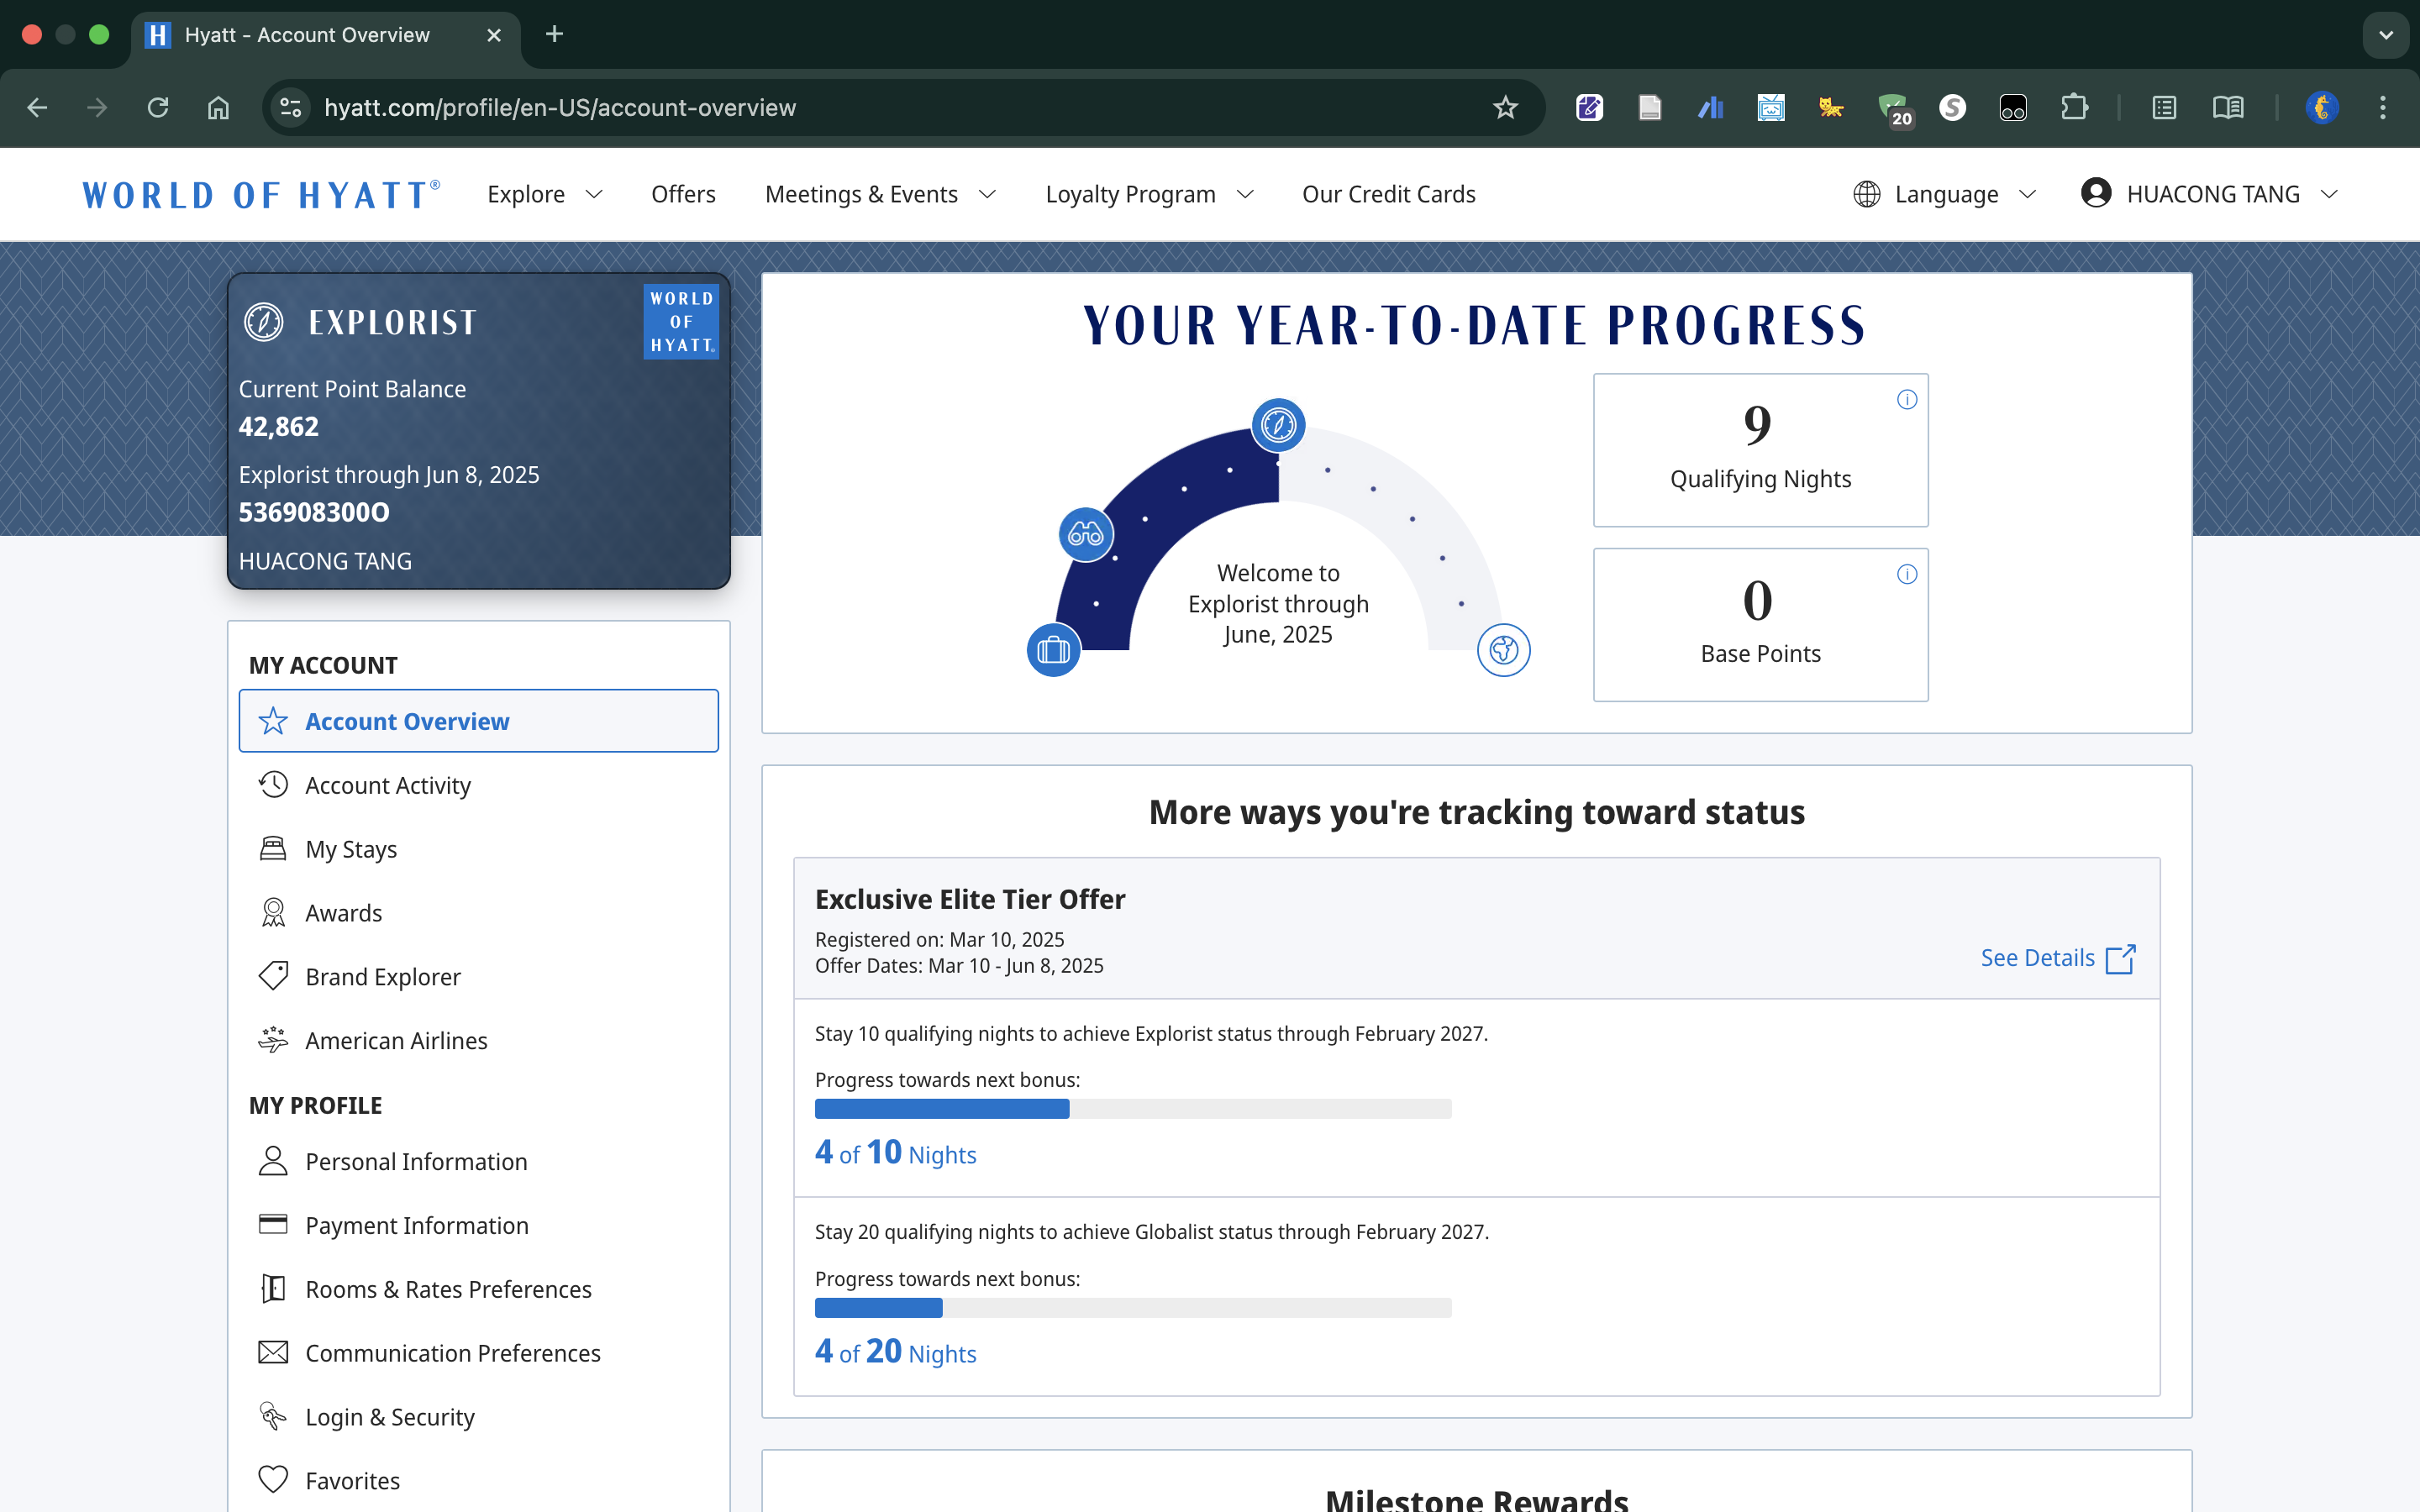 Hyatt - Account Overview
hyatt.com/profile/en-US/account-overview
20
WORLD OF HYATT®
Explore
Offers
Meetings & Events
Loyalty Program
Our Credit Cards
Language
HUACONG TANG
EXPLORIST
WORLD
OF
HYATT
Current Point Balance
42,862
Explorist through Jun 8, 2025
536908300O
HUACONG TANG
YOUR YEAR-TO-DATE PROGRESS
Welcome to
Explorist through
June, 2025
9
Qualifying Nights
0
Base Points
MY ACCOUNT
Account Overview
Account Activity
My Stays
Awards
Brand Explorer
American Airlines
MY PROFILE
Personal Information
Payment Information
Rooms & Rates Preferences
Communication Preferences
Login & Security
Favorites
More ways you're tracking toward status
Exclusive Elite Tier Offer
Registered on: Mar 10, 2025
Offer Dates: Mar 10 - Jun 8, 2025
See Details
Stay 10 qualifying nights to achieve Explorist status through February 2027.
Progress towards next bonus:
4 of 10 Nights
Stay 20 qualifying nights to achieve Globalist status through February 2027.
Progress towards next bonus:
4 of 20 Nights
Milestone Rewards